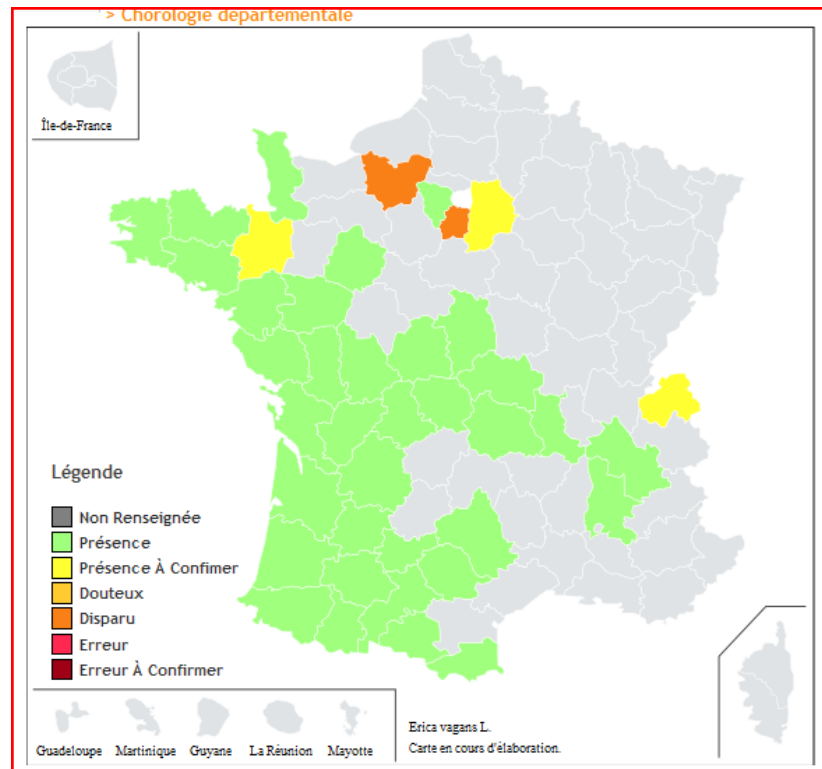 > Chorologie départementale
Île-de-France
Légende
Non Renseignée
Présence
Présence À Confimer
Douteux
Disparu
Erreur
Erreur À Confirmer
Guadeloupe Martinique Guyane La Réunion Mayotte
Erica vagans L.
Carte en cours d'élaboration.